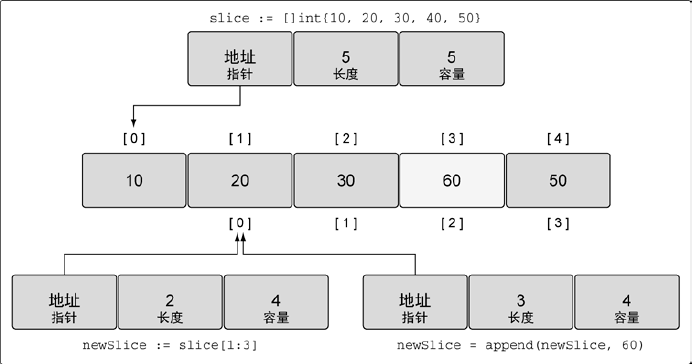 slice := []int{10, 20, 30, 40, 50}
地址 5 5
指针 长度 容量
[0] [1] [2] [3] [4]
10 20 30 60 50
[0] [1] [2] [3]
地址 2 4 地址 3 4
指针 长度 容量 指针 长度 容量
newSlice := slice[1:3] newSlice = append(newSlice, 60)